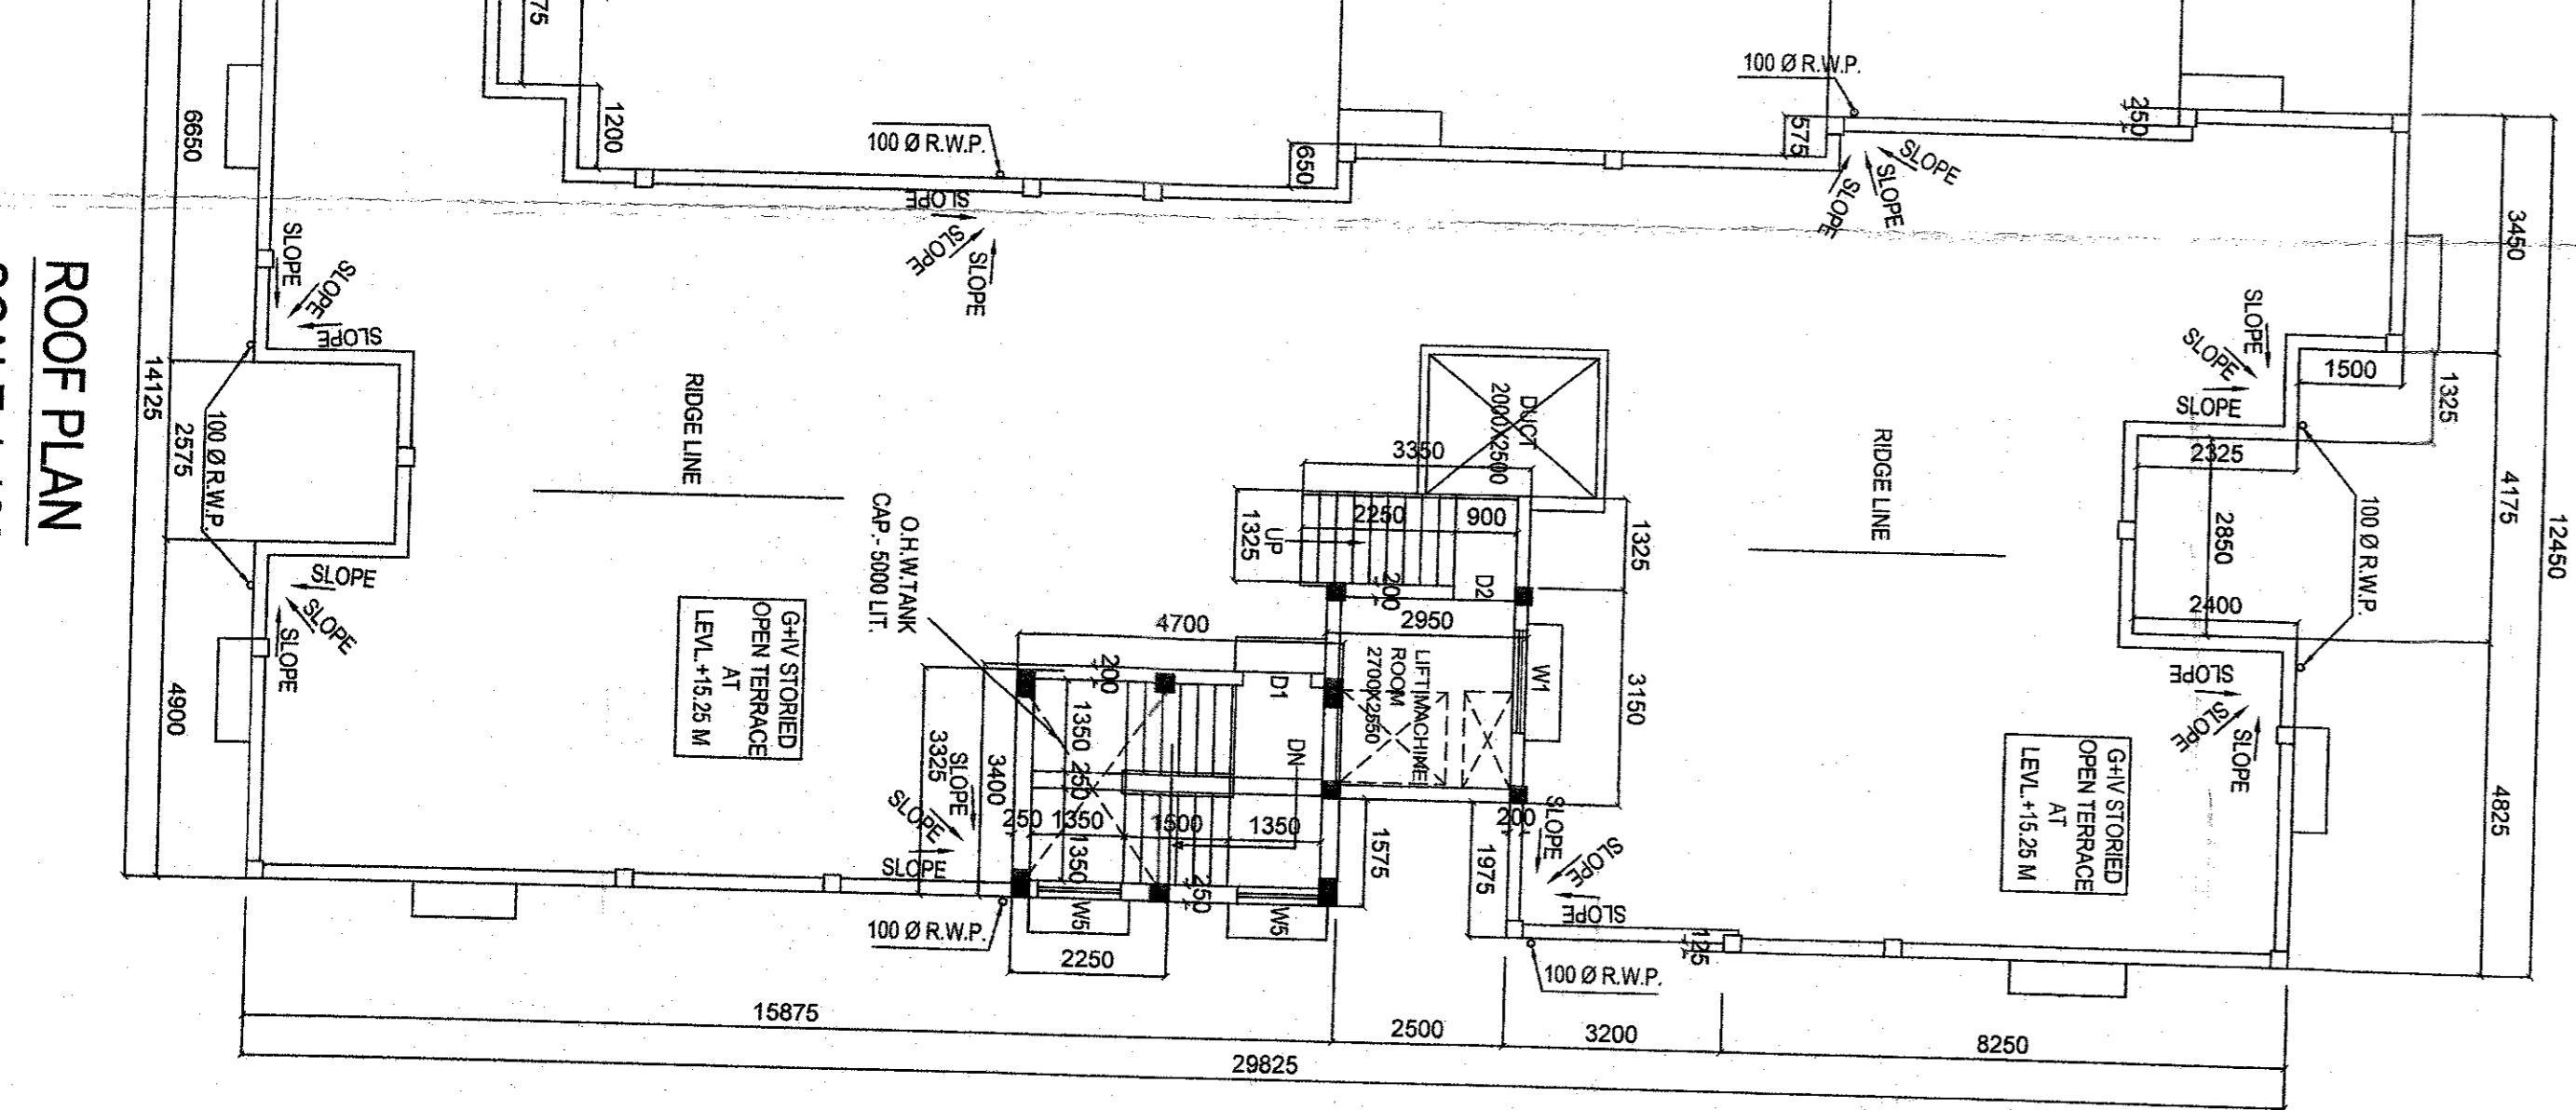 ROOF PLAN
75
1200
6650
14125
2575
4900
100 Ø R.W.P.
100 Ø R.W.P.
100 Ø R.W.P.
650
575
250
SLOPE
SLOPE
SLOPE
SLOPE
SLOPE
SLOPE
SLOPE
SLOPE
SLOPE
SLOPE
SLOPE
SLOPE
3450
1500
1325
SLOPE
SLOPE
SLOPE
2325
2850
2400
4175
12450
4825
100 Ø R.W.P.
SLOPE
SLOPE
SLOPE
RIDGE LINE
RIDGE LINE
DUCT
2000X2500
3350
2250
900
1325
UP
1325
200
D2
2950
3150
W1
LIFT MACHINE
ROOM
2700X2550
O.H.W.TANK
CAP.- 5000 LIT.
G+IV STORIED
OPEN TERRACE
AT
LEVL.+15.25 M
G+IV STORIED
OPEN TERRACE
AT
LEVL.+15.25 M
4700
200
D1
DN
1350
250
1350
3400
3325
250
1350
1500
1350
250
W5
W5
2250
1575
1975
200
SLOPE
SLOPE
SLOPE
SLOPE
SLOPE
SLOPE
100 Ø R.W.P.
100 Ø R.W.P.
125
15875
2500
3200
8250
29825